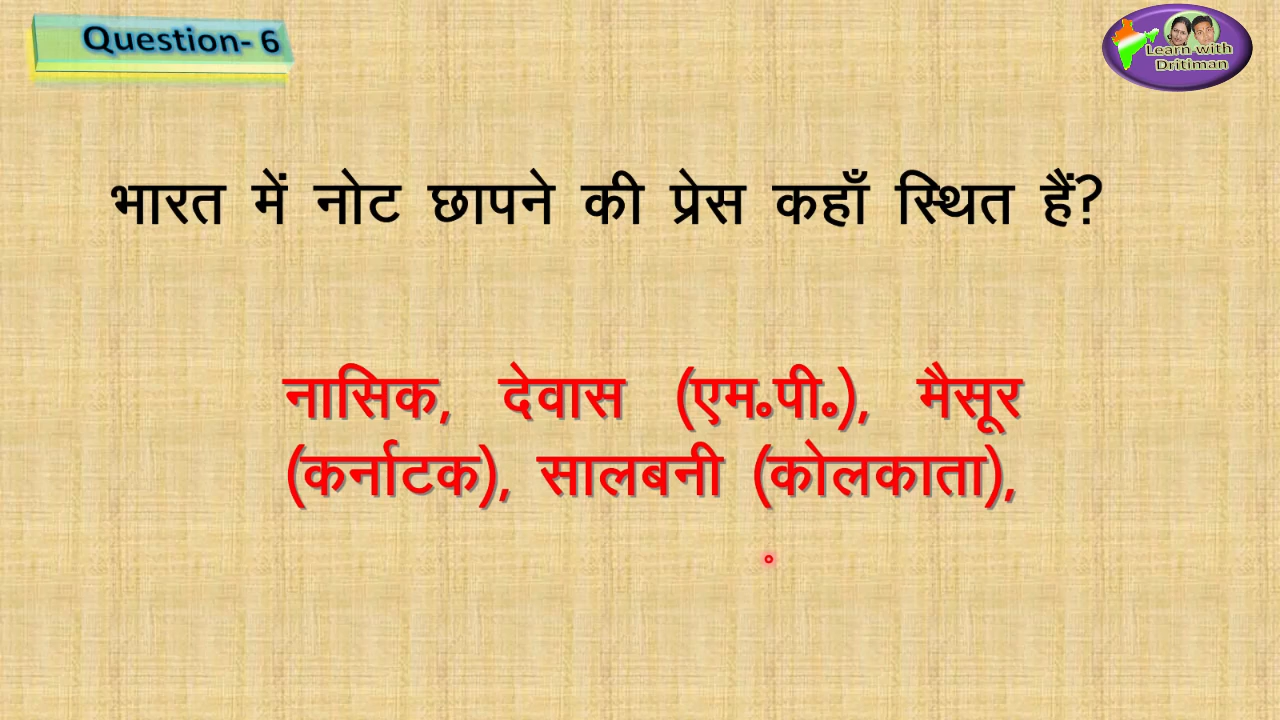 Question- 6
Learn with
Dritiman
भारत में नोट छापने की प्रेस कहाँ स्थित हैं?
नासिक, देवास (एम॰पी॰), मैसूर
(कर्नाटक), सालबनी (कोलकाता),